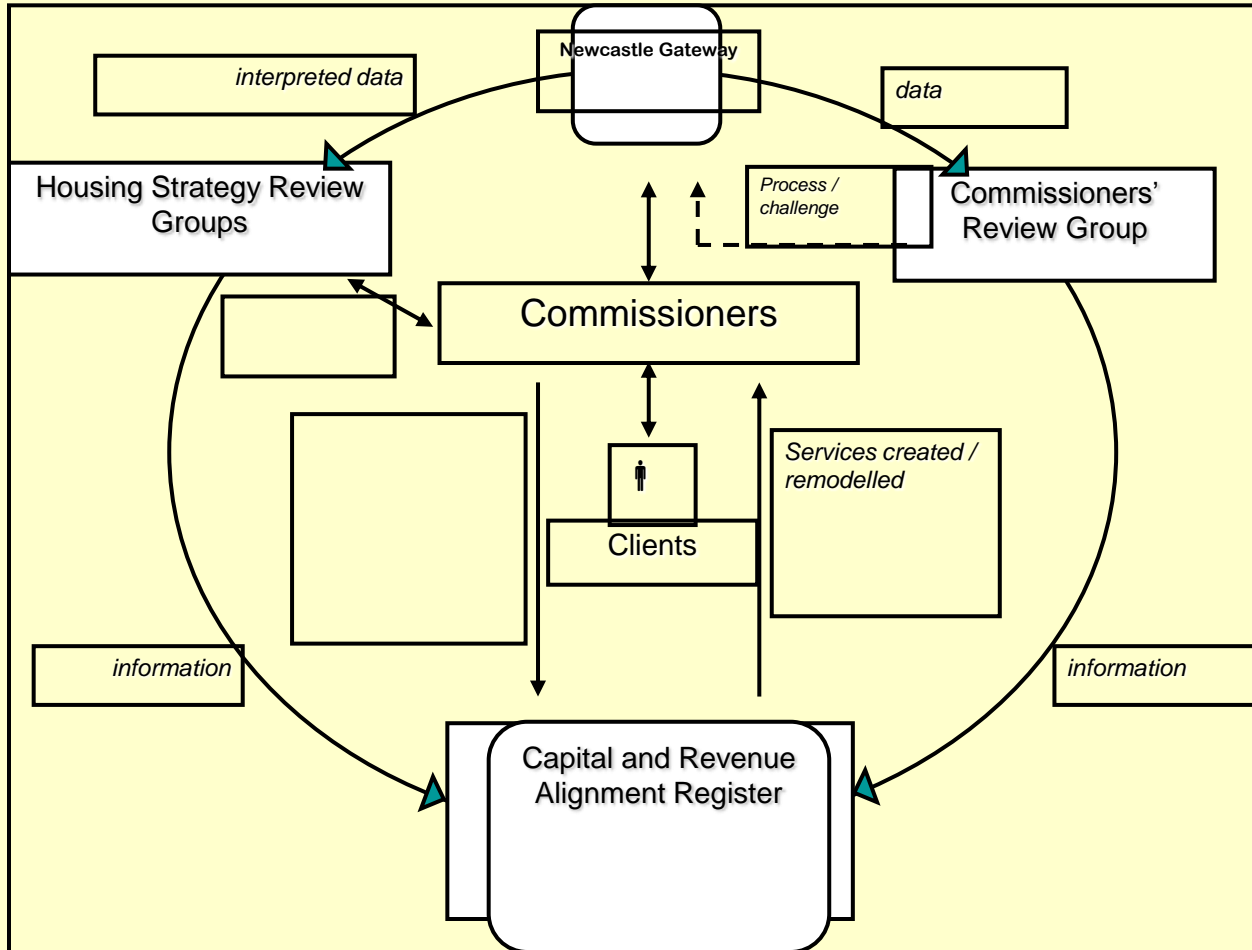 Newcastle Gateway
interpreted data
data
Housing Strategy Review
Groups
Process /
challenge
Commissioners’
Review Group
Commissioners
Services created /
remodelled
Clients
information
information
Capital and Revenue
Alignment Register